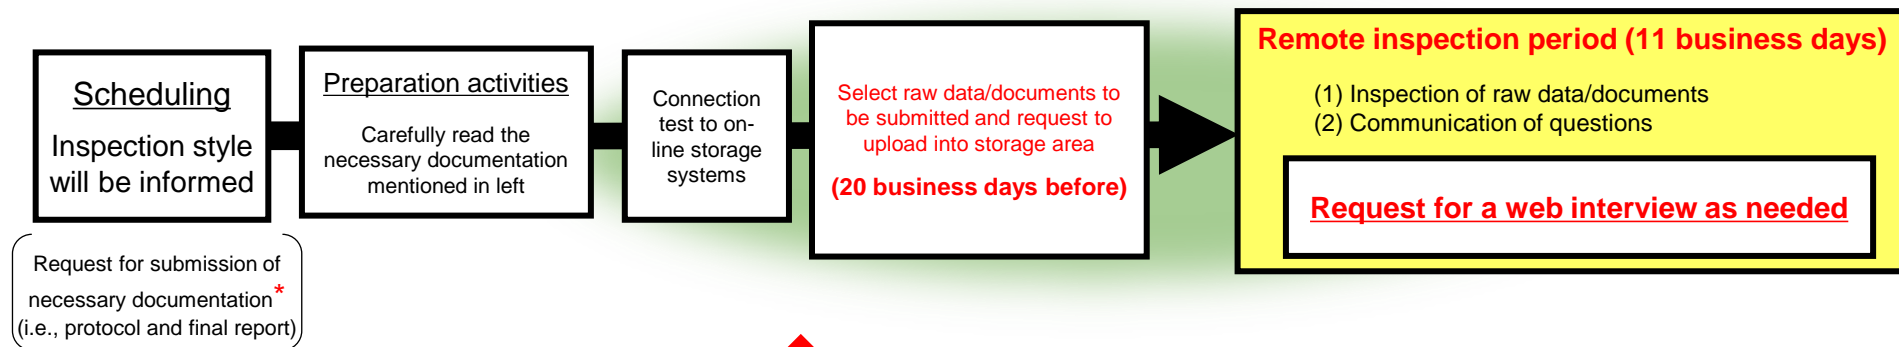 Scheduling
Inspection style
will be informed
Request for submission of
necessary documentation*
(i.e., protocol and final report)
Preparation activities
Carefully read the
necessary documentation
mentioned in left
Connection
test to on-
line storage
systems
Select raw data/documents to
be submitted and request to
upload into storage area
(20 business days before)
Remote inspection period (11 business days)
(1) Inspection of raw data/documents
(2) Communication of questions
Request for a web interview as needed